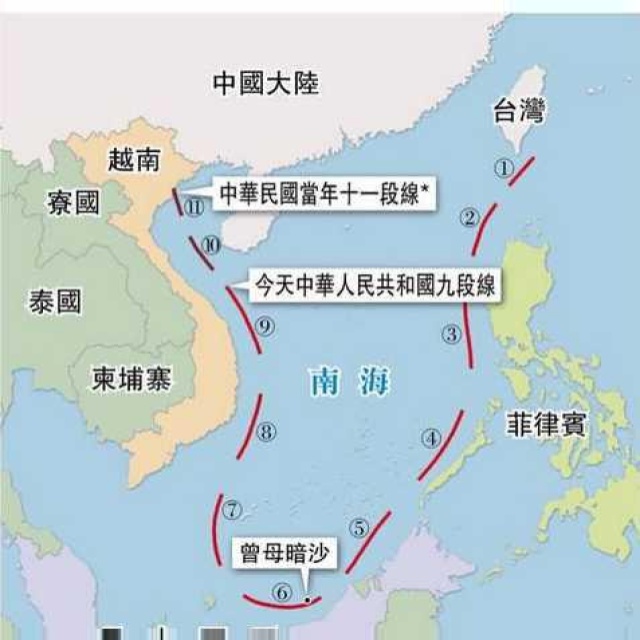 中國大陸
台灣
越南
①
寮國
⑪
中華民國當年十一段線*
②
⑩
今天中華人民共和國九段線
泰國
⑨
③
柬埔寨
南海
菲律賓
⑧
④
⑦
⑤
曾母暗沙
⑥